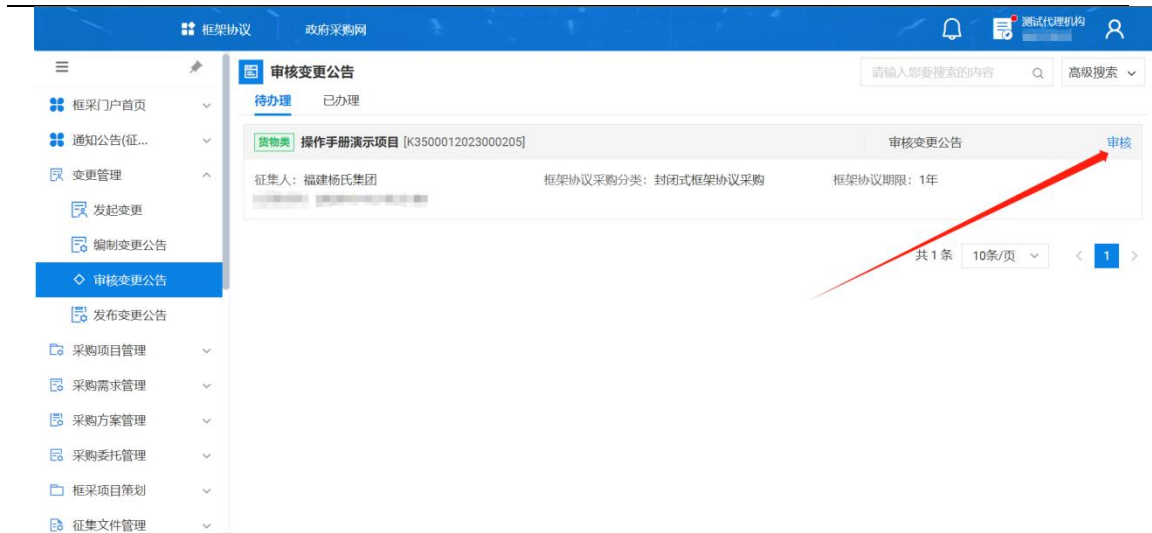 框架协议 政府采购网 测试代理机构
审核变更公告 请输入您要搜索的内容 高级搜索
待办理 已办理
框采门户首页
通知公告(征...
变更管理
发起变更
编制变更公告
审核变更公告
发布变更公告
采购项目管理
采购需求管理
采购方案管理
采购委托管理
框采项目策划
征集文件管理
货物类 操作手册演示项目 [K3500012023000205] 审核变更公告 审核
征集人: 福建杨氏集团 框架协议采购分类: 封闭式框架协议采购 框架协议期限: 1年
共 1 条 10条/页 < 1 >